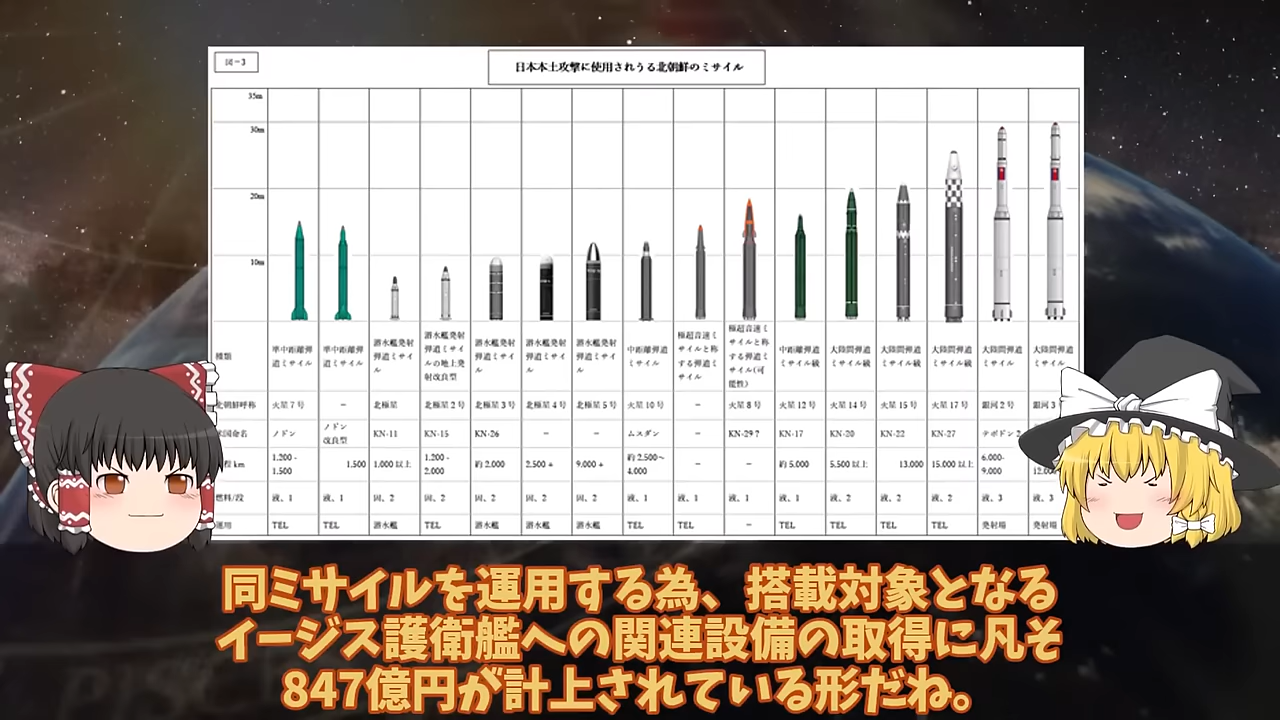 図-3
日本本土攻撃に使用されうる北朝鮮のミサイル
35m
30m
20m
10m
種類
準中距離弾道ミサイル
準中距離弾道ミサイル
潜水艦発射弾道ミサイル
潜水艦発射弾道ミサイルの地上発射改良型
潜水艦発射弾道ミサイル
潜水艦発射弾道ミサイル
潜水艦発射弾道ミサイル
中距離弾道ミサイル
極超音速ミサイルと称する弾道ミサイル
極超音速ミサイルと称する弾道ミサイル(可能性)
中距離弾道ミサイル級
大陸間弾道ミサイル級
大陸間弾道ミサイル級
大陸間弾道ミサイル級
大陸間弾道ミサイル
大陸間弾道ミサイル
北朝鮮呼称 火星7号 － 北極星 北極星2号 北極星3号 北極星4号 北極星5号 火星10号 － 火星8号 火星12号 火星14号 火星15号 火星17号 銀河2号 銀河3
国命名 ノドン ノドン改良型 KN-11 KN-15 KN-26 － － ムスダン － KN-29? KN-17 KN-20 KN-22 KN-27 テポドン2
程km 1,200-1,500 1,500 1,000以上 1,200-2,000 約2,000 2,500+ 9,000+ 約2,500~4,000 － － 約5,000 5,500以上 13,000 15,000以上 6,000-9,000 12,00
燃料/段 液、1 液、1 固、2 固、2 固、2 固、2 固、2 液、1 液、1 液、1 液、1 液、2 液、2 液、2 液、3 液、3
運用 TEL TEL 潜水艦 TEL 潜水艦 潜水艦 潜水艦 TEL TEL － TEL TEL TEL TEL 発射場 発射場
同ミサイルを運用する為、搭載対象となる
イージス護衛艦への関連設備の取得に凡そ
847億円が計上されている形だね。